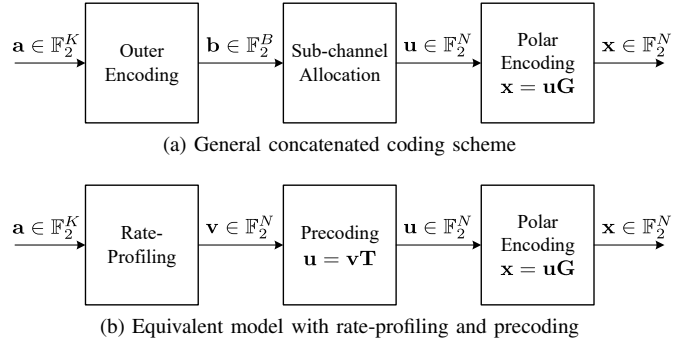 a ∈ 𝔽₂ᴷ
Outer
Encoding
b ∈ 𝔽₂ᴮ
Sub-channel
Allocation
u ∈ 𝔽₂ᴺ
Polar
Encoding
x = uG
x ∈ 𝔽₂ᴺ
(a) General concatenated coding scheme
a ∈ 𝔽₂ᴷ
Rate-
Profiling
v ∈ 𝔽₂ᴺ
Precoding
u = vT
u ∈ 𝔽₂ᴺ
Polar
Encoding
x = uG
x ∈ 𝔽₂ᴺ
(b) Equivalent model with rate-profiling and precoding